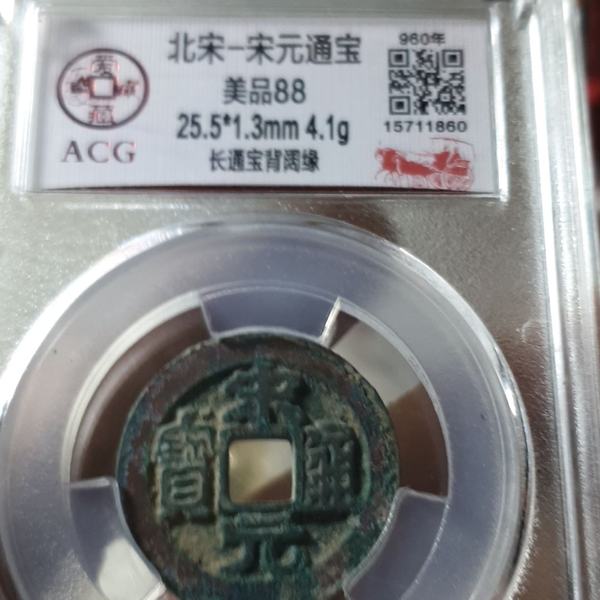 北宋-宋元通宝
960年
美品88
25.5*1.3mm 4.1g
15711860
长通宝背阔缘
ACG
宋
寶 通
元